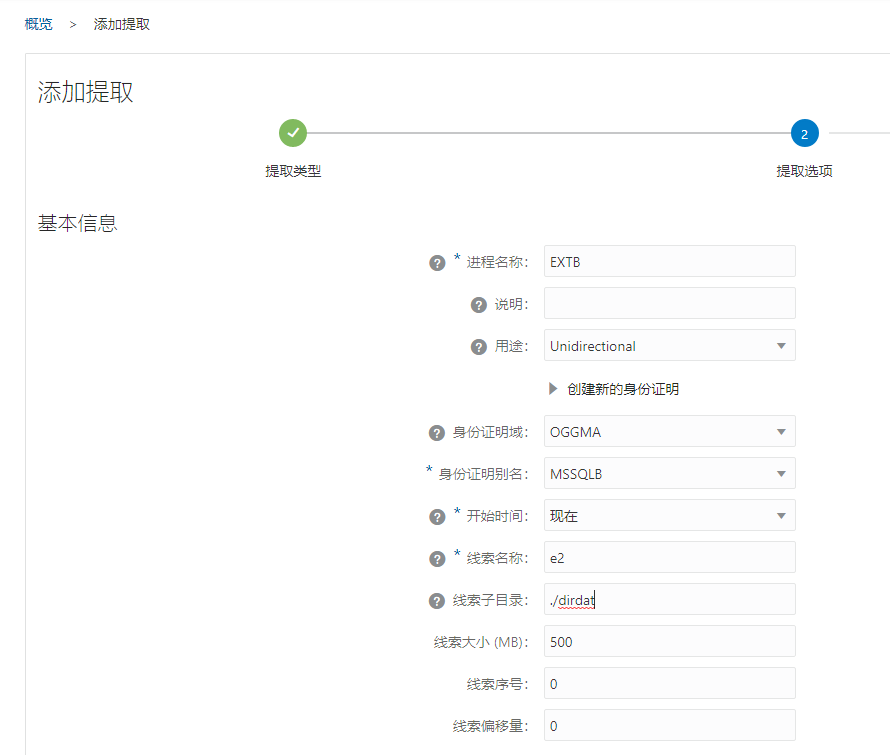 概览 > 添加提取
添加提取
2
提取类型
提取选项
基本信息
? * 进程名称: EXTB
? 说明:
? 用途: Unidirectional
创建新的身份证明
? 身份证明域: OGGMA
* 身份证明别名: MSSQLB
? * 开始时间: 现在
? * 线索名称: e2
? 线索子目录: ./dirdat
线索大小 (MB): 500
线索序号: 0
线索偏移量: 0